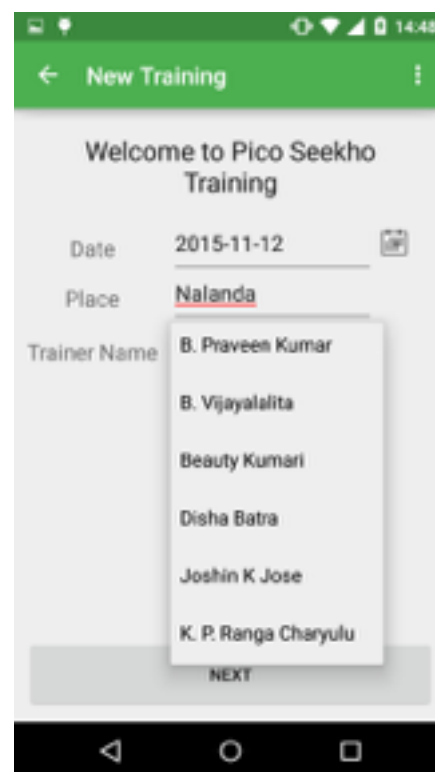 14:48
New Training
Welcome to Pico Seekho
Training
Date 2015-11-12
Place Nalanda
Trainer Name
B. Praveen Kumar
B. Vijayalalita
Beauty Kumari
Disha Batra
Joshin K Jose
K. P. Ranga Charyulu
NEXT